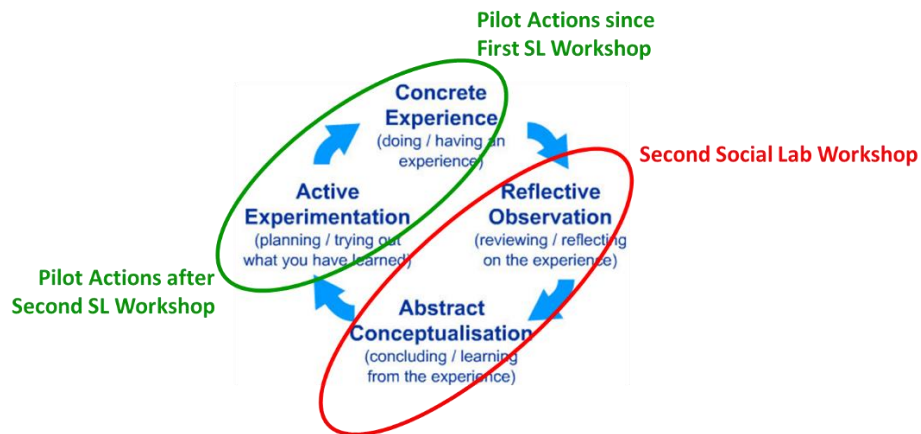 Pilot Actions since
First SL Workshop
Concrete
Experience
(doing / having an
experience)
Second Social Lab Workshop
Reflective
Observation
(reviewing / reflecting
on the experience)
Active
Experimentation
(planning / trying out
what you have learned)
Pilot Actions after
Second SL Workshop
Abstract
Conceptualisation
(concluding / learning
from the experience)